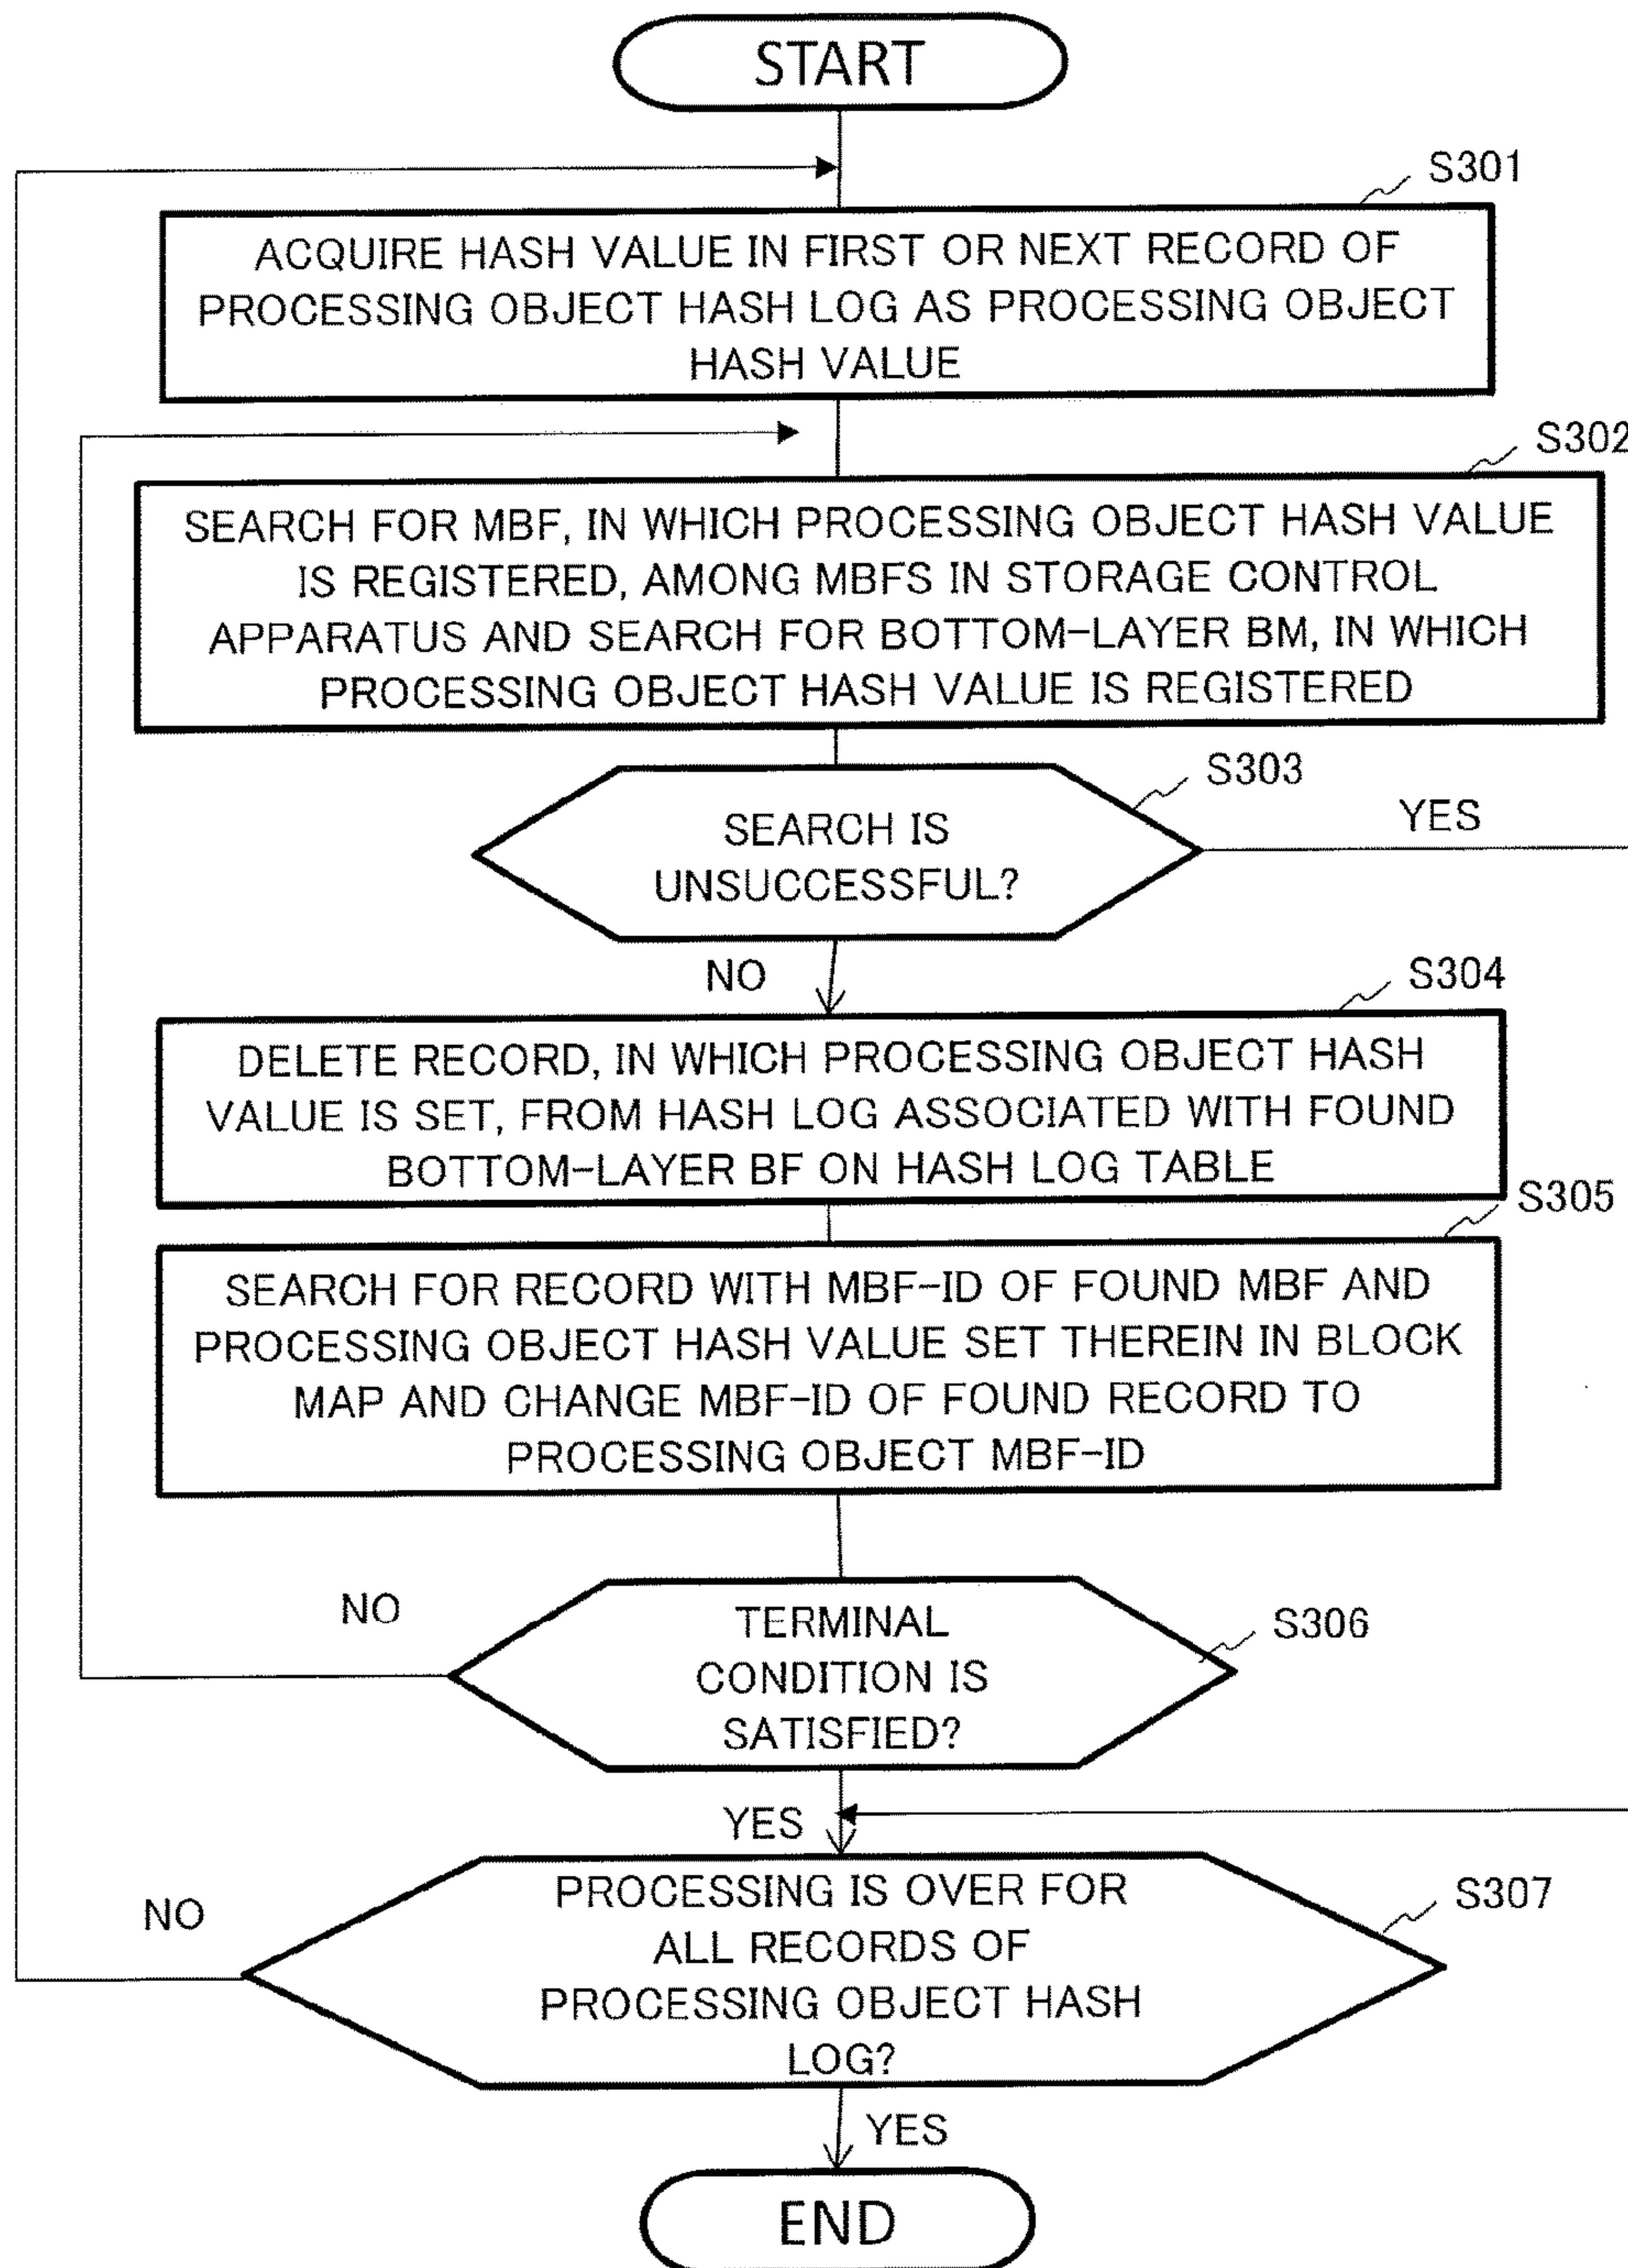 START
S301
ACQUIRE HASH VALUE IN FIRST OR NEXT RECORD OF
PROCESSING OBJECT HASH LOG AS PROCESSING OBJECT
HASH VALUE
S302
SEARCH FOR MBF, IN WHICH PROCESSING OBJECT HASH VALUE
IS REGISTERED, AMONG MBFS IN STORAGE CONTROL
APPARATUS AND SEARCH FOR BOTTOM-LAYER BM, IN WHICH
PROCESSING OBJECT HASH VALUE IS REGISTERED
S303
SEARCH IS
UNSUCCESSFUL?
YES
NO
S304
DELETE RECORD, IN WHICH PROCESSING OBJECT HASH
VALUE IS SET, FROM HASH LOG ASSOCIATED WITH FOUND
BOTTOM-LAYER BF ON HASH LOG TABLE
S305
SEARCH FOR RECORD WITH MBF-ID OF FOUND MBF AND
PROCESSING OBJECT HASH VALUE SET THEREIN IN BLOCK
MAP AND CHANGE MBF-ID OF FOUND RECORD TO
PROCESSING OBJECT MBF-ID
NO
TERMINAL
CONDITION IS
SATISFIED?
S306
YES
NO
PROCESSING IS OVER FOR
ALL RECORDS OF
PROCESSING OBJECT HASH
LOG?
S307
YES
END